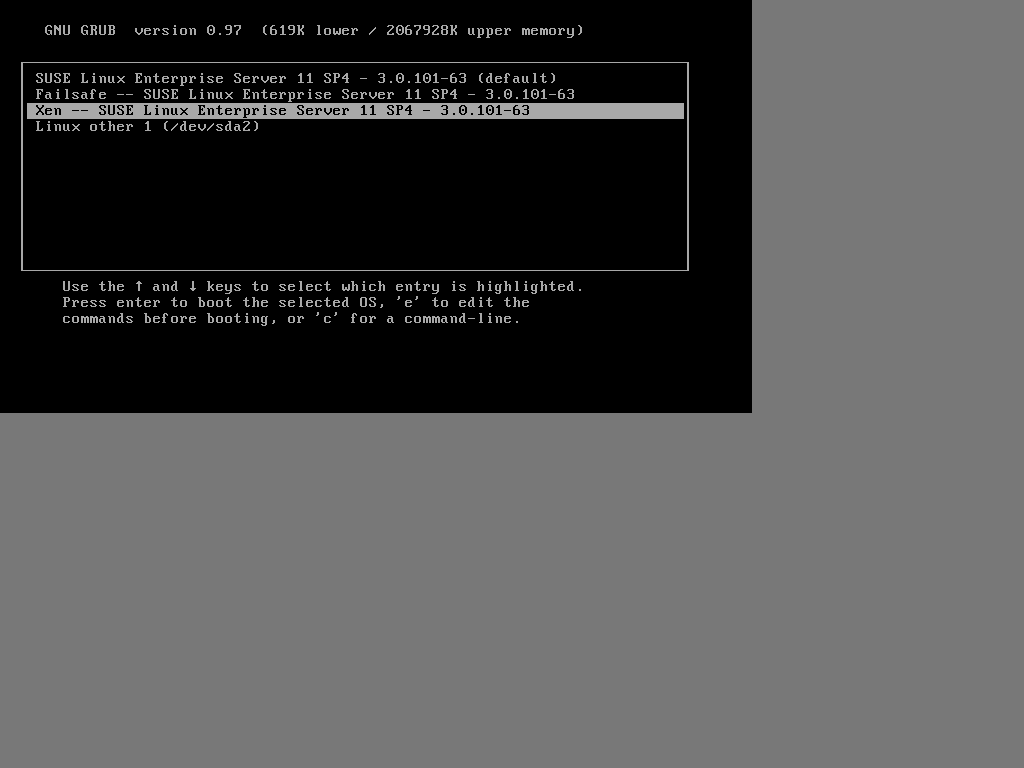 GNU GRUB  version 0.97  (619K lower / 2067928K upper memory)
SUSE Linux Enterprise Server 11 SP4 - 3.0.101-63 (default)
Failsafe -- SUSE Linux Enterprise Server 11 SP4 - 3.0.101-63
Xen -- SUSE Linux Enterprise Server 11 SP4 - 3.0.101-63
Linux other 1 (/dev/sda2)
Use the ↑ and ↓ keys to select which entry is highlighted.
Press enter to boot the selected OS, 'e' to edit the
commands before booting, or 'c' for a command-line.